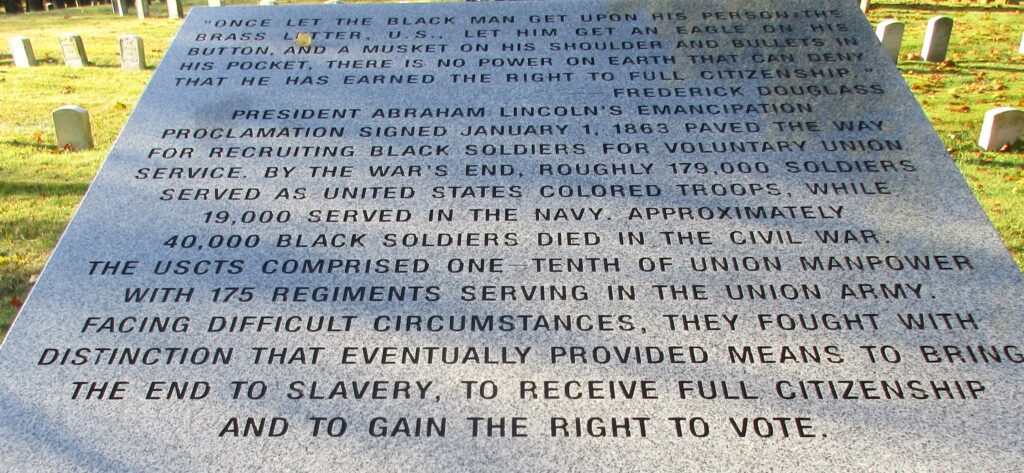 "ONCE LET THE BLACK MAN GET UPON HIS PERSON THE
BRASS LETTER, U.S., LET HIM GET AN EAGLE ON HIS
BUTTON, AND A MUSKET ON HIS SHOULDER AND BULLETS IN
HIS POCKET, THERE IS NO POWER ON EARTH THAT CAN DENY
THAT HE HAS EARNED THE RIGHT TO FULL CITIZENSHIP."
— FREDERICK DOUGLASS
PRESIDENT ABRAHAM LINCOLN'S EMANCIPATION
PROCLAMATION SIGNED JANUARY 1, 1863 PAVED THE WAY
FOR RECRUITING BLACK SOLDIERS FOR VOLUNTARY UNION
SERVICE. BY THE WAR'S END, ROUGHLY 179,000 SOLDIERS
SERVED AS UNITED STATES COLORED TROOPS, WHILE
19,000 SERVED IN THE NAVY. APPROXIMATELY
40,000 BLACK SOLDIERS DIED IN THE CIVIL WAR.
THE USCTS COMPRISED ONE-TENTH OF UNION MANPOWER
WITH 175 REGIMENTS SERVING IN THE UNION ARMY.
FACING DIFFICULT CIRCUMSTANCES, THEY FOUGHT WITH
DISTINCTION THAT EVENTUALLY PROVIDED MEANS TO BRING
THE END TO SLAVERY, TO RECEIVE FULL CITIZENSHIP
AND TO GAIN THE RIGHT TO VOTE.